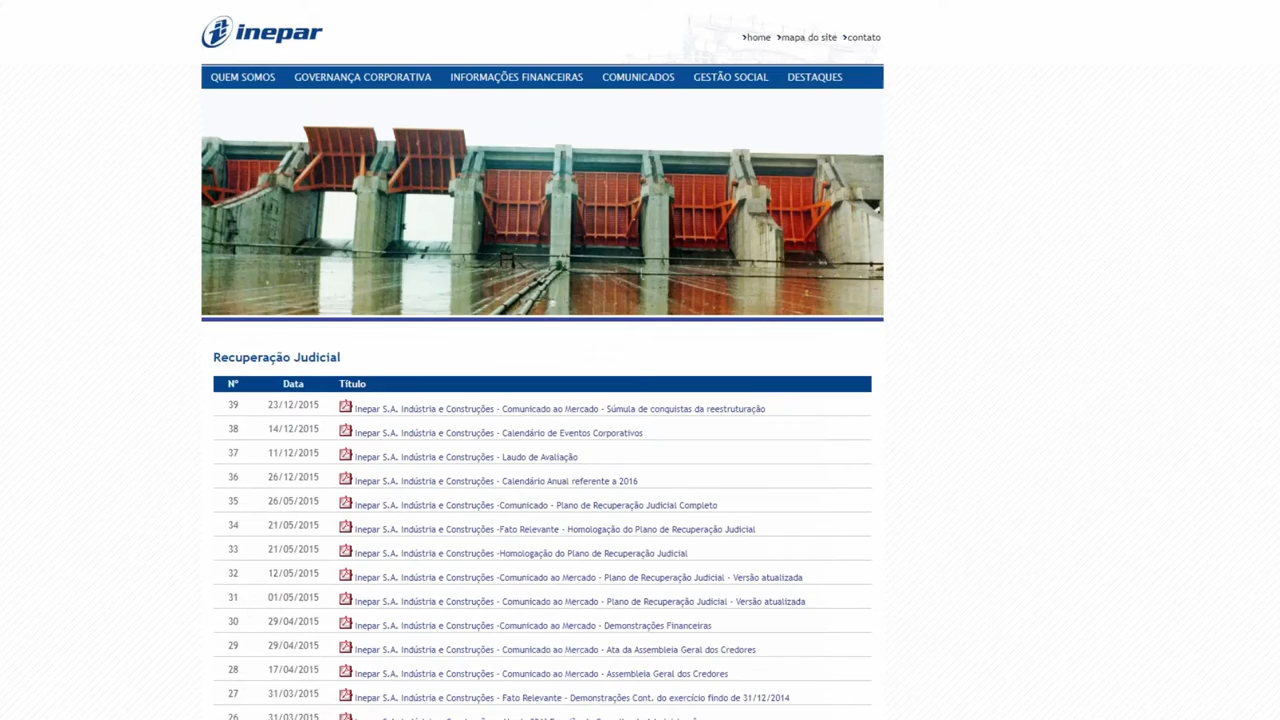 inepar
home mapa do site contato
QUEM SOMOS GOVERNANÇA CORPORATIVA INFORMAÇÕES FINANCEIRAS COMUNICADOS GESTÃO SOCIAL DESTAQUES
Recuperação Judicial
Nº Data Título
39 23/12/2015 Inepar S.A. Indústria e Construções - Comunicado ao Mercado - Súmula de conquistas da reestruturação
38 14/12/2015 Inepar S.A. Indústria e Construções - Calendário de Eventos Corporativos
37 11/12/2015 Inepar S.A. Indústria e Construções - Laudo de Avaliação
36 26/12/2015 Inepar S.A. Indústria e Construções - Calendário Anual referente a 2016
35 26/05/2015 Inepar S.A. Indústria e Construções -Comunicado - Plano de Recuperação Judicial Completo
34 21/05/2015 Inepar S.A. Indústria e Construções -Fato Relevante - Homologação do Plano de Recuperação Judicial
33 21/05/2015 Inepar S.A. Indústria e Construções -Homologação do Plano de Recuperação Judicial
32 12/05/2015 Inepar S.A. Indústria e Construções -Comunicado ao Mercado - Plano de Recuperação Judicial - Versão atualizada
31 01/05/2015 Inepar S.A. Indústria e Construções - Comunicado ao Mercado - Plano de Recuperação Judicial - Versão atualizada
30 29/04/2015 Inepar S.A. Indústria e Construções -Comunicado ao Mercado - Demonstrações Financeiras
29 29/04/2015 Inepar S.A. Indústria e Construções - Comunicado ao Mercado - Ata da Assembleia Geral dos Credores
28 17/04/2015 Inepar S.A. Indústria e Construções - Comunicado ao Mercado - Assembleia Geral dos Credores
27 31/03/2015 Inepar S.A. Indústria e Construções - Fato Relevante - Demonstrações Cont. do exercício findo de 31/12/2014
26 31/03/2015 Inepar S.A. Indústria e Construções